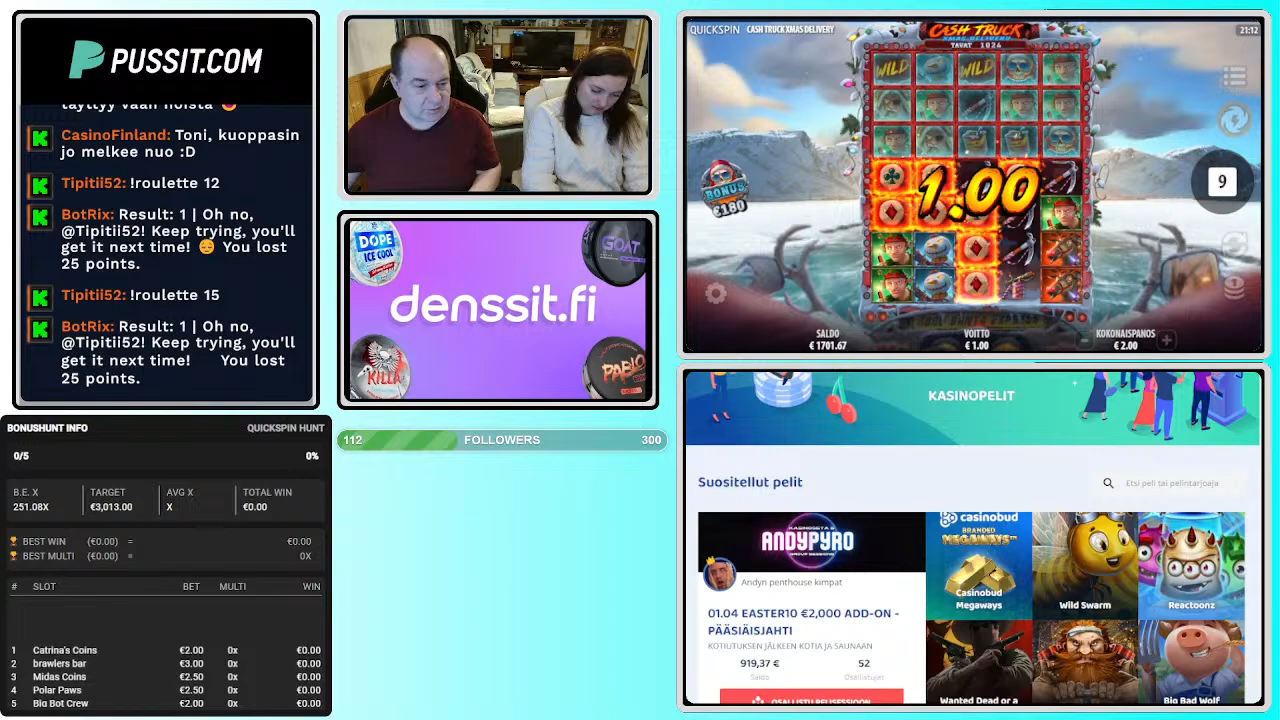 PUSSIT.COM
täyttyy vaan noista
CasinoFinland: Toni, kuoppasin
jo melkee nuo :D
Tipitii52: !roulette 12
BotRix: Result: 1 | Oh no,
@Tipitii52! Keep trying, you'll
get it next time! 😔 You lost
25 points.
Tipitii52: !roulette 15
BotRix: Result: 1 | Oh no,
@Tipitii52! Keep trying, you'll
get it next time! You lost
25 points.
BONUSHUNT INFO QUICKSPIN HUNT
0/5 0%
B.E. X TARGET AVG X TOTAL WIN
251.08X €3,013.00 X €0.00
BEST WIN (€0.00) = €0.00
BEST MULTI (€0.00) = 0X
# SLOT BET MULTI WIN
1 Catrina's Coins €2.00 0x €0.00
2 brawlers bar €3.00 0x €0.00
3 Midas Coins €2.50 0x €0.00
4 Polar Paws €2.50 0x €0.00
5 Big Bot Crew €2.00 0x €0.00
DOPE
ICE COOL
GOAT
denssit.fi
KILLA
PABLO
112 FOLLOWERS 300
QUICKSPIN CASH TRUCK XMAS DELIVERY 21:12
CASH TRUCK
XMAS DELIVERY
TAVAT 1024
WILD WILD
BONUS
€180
1.00
9
SALDO
€ 1701.67
VOITTO
€ 1.00
KOKONAISPANOS
€ 2.00
KASINOPELIT
Suositellut pelit
Etsi peli tai pelintarjoaja
KASINOSETA &
ANDYPYRO
GROUP SESSIONS
Andyn penthouse kimpat
01.04 EASTER10 €2,000 ADD-ON -
PÄÄSIÄISJAHTI
KOTIUTUKSEN JÄLKEEN KOTIA JA SAUNAAN
919,37 € 52
Saldo Osallistujat
OSALLISTU PELISESSIOON
casinobud
BRANDED
MEGAWAYS™
Casinobud
Megaways
Wild Swarm
Reactoonz
Wanted Dead or a
Big Bad Wolf